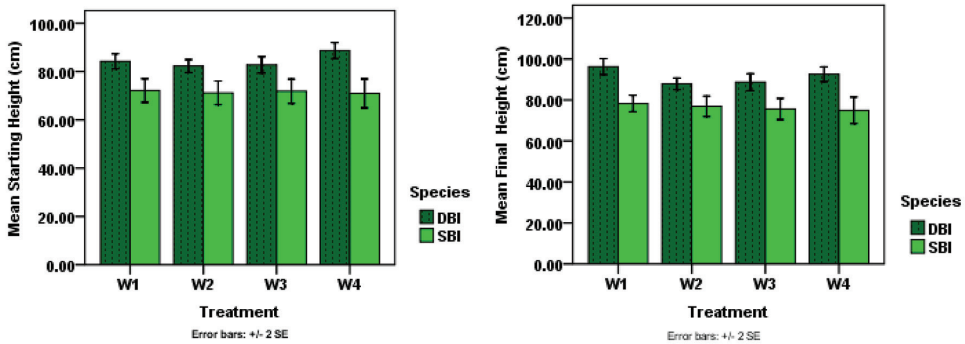 Mean Starting Height (cm)
100.00
80.00
60.00
40.00
20.00
0.00
W1 W2 W3 W4
Treatment
Error bars: +/- 2 SE
Species
DBI
SBI
Mean Final Height (cm)
120.00
100.00
80.00
60.00
40.00
20.00
0.00
W1 W2 W3 W4
Treatment
Error bars: +/- 2 SE
Species
DBI
SBI